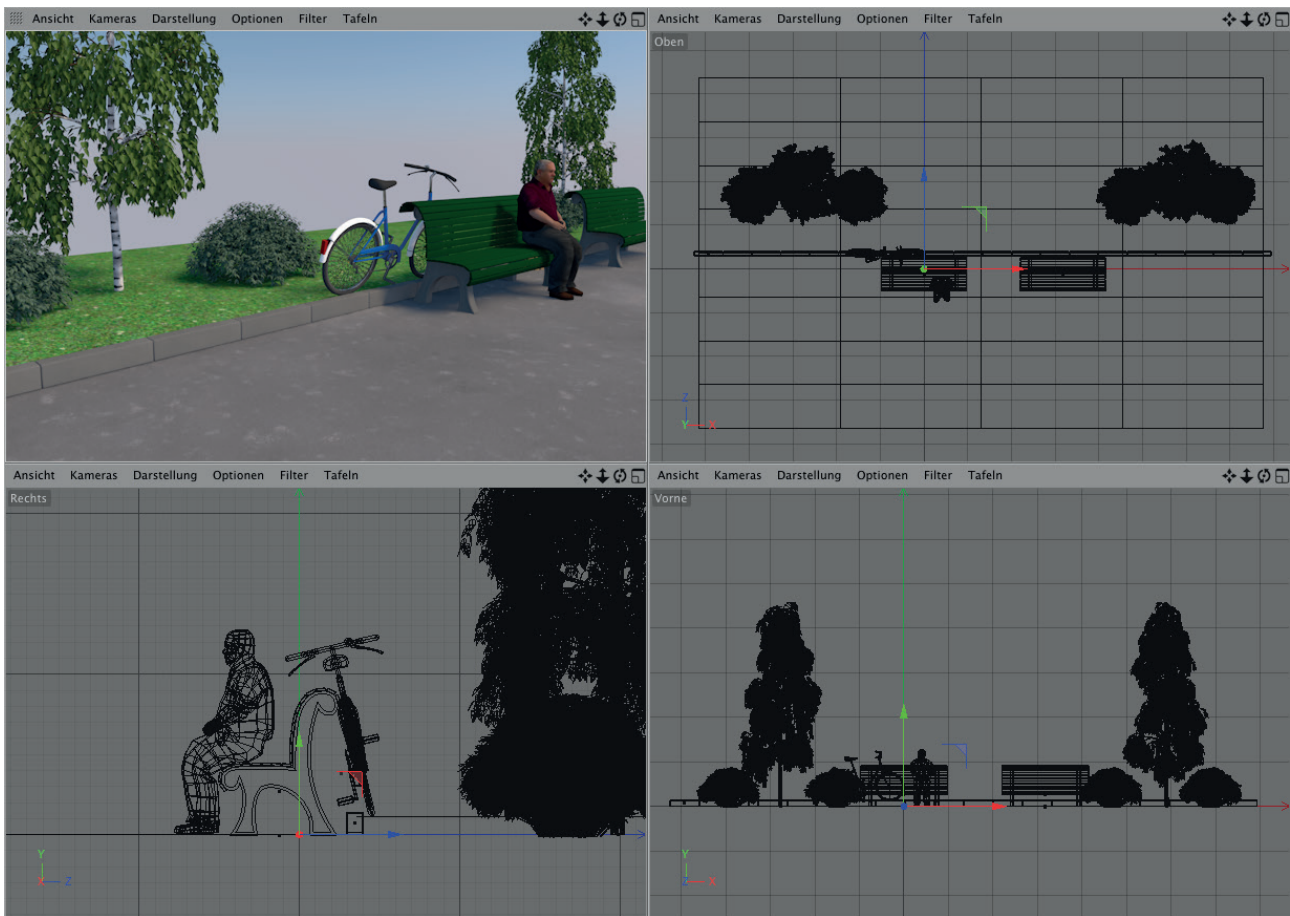 Ansicht Kameras Darstellung Optionen Filter Tafeln
Ansicht Kameras Darstellung Optionen Filter Tafeln
Oben
Z
Y X
Ansicht Kameras Darstellung Optionen Filter Tafeln
Rechts
Y
X Z
Ansicht Kameras Darstellung Optionen Filter Tafeln
Vorne
Y
Z X